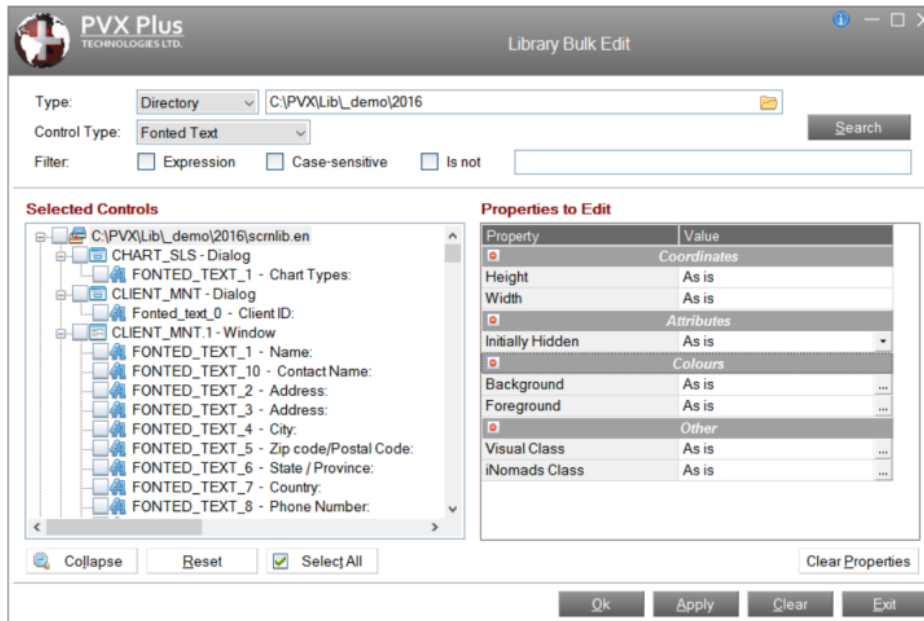 PVX Plus
TECHNOLOGIES LTD.
Library Bulk Edit
Type: Directory C:\PVX\Lib\_demo\2016
Control Type: Fonted Text
Search
Filter: Expression Case-sensitive Is not
Selected Controls
C:\PVX\Lib\_demo\2016\scrnlib.en
CHART_SLS - Dialog
FONTED_TEXT_1 - Chart Types:
CLIENT_MNT - Dialog
Fonted_text_0 - Client ID:
CLIENT_MNT.1 - Window
FONTED_TEXT_1 - Name:
FONTED_TEXT_10 - Contact Name:
FONTED_TEXT_2 - Address:
FONTED_TEXT_3 - Address:
FONTED_TEXT_4 - City:
FONTED_TEXT_5 - Zip code/Postal Code:
FONTED_TEXT_6 - State / Province:
FONTED_TEXT_7 - Country:
FONTED_TEXT_8 - Phone Number:
Properties to Edit
Property Value
Coordinates
Height As is
Width As is
Attributes
Initially Hidden As is
Colours
Background As is ...
Foreground As is ...
Other
Visual Class As is ...
iNomads Class As is ...
Collapse Reset Select All Clear Properties
Ok Apply Clear Exit